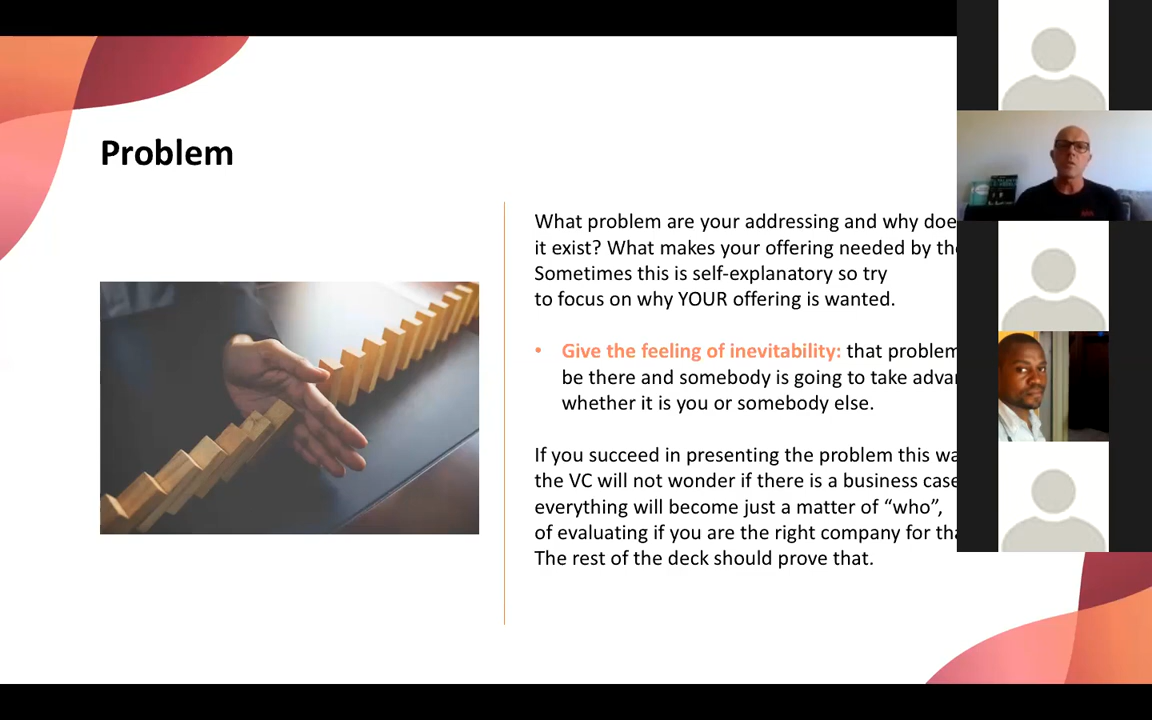 Problem
What problem are your addressing and why doe
it exist? What makes your offering needed by the
Sometimes this is self-explanatory so try
to focus on why YOUR offering is wanted.
• Give the feeling of inevitability: that problem
be there and somebody is going to take advan
whether it is you or somebody else.
If you succeed in presenting the problem this wa
the VC will not wonder if there is a business case
everything will become just a matter of “who”,
of evaluating if you are the right company for tha
The rest of the deck should prove that.